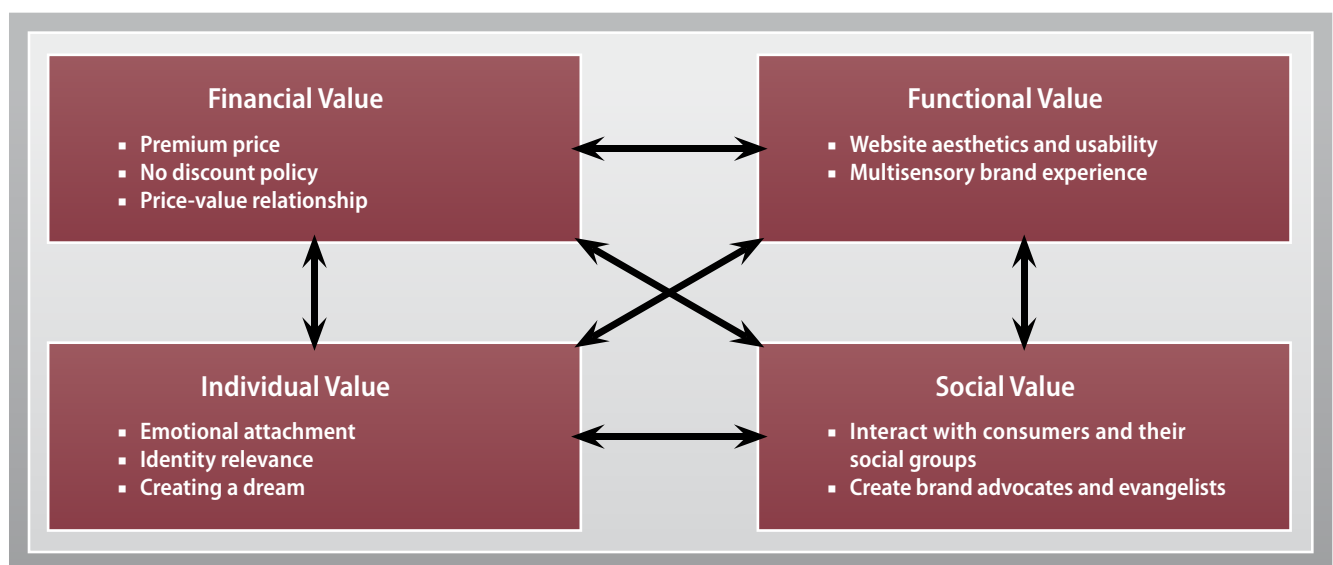 Financial Value
▪ Premium price
▪ No discount policy
▪ Price-value relationship
Functional Value
▪ Website aesthetics and usability
▪ Multisensory brand experience
Individual Value
▪ Emotional attachment
▪ Identity relevance
▪ Creating a dream
Social Value
▪ Interact with consumers and their
social groups
▪ Create brand advocates and evangelists